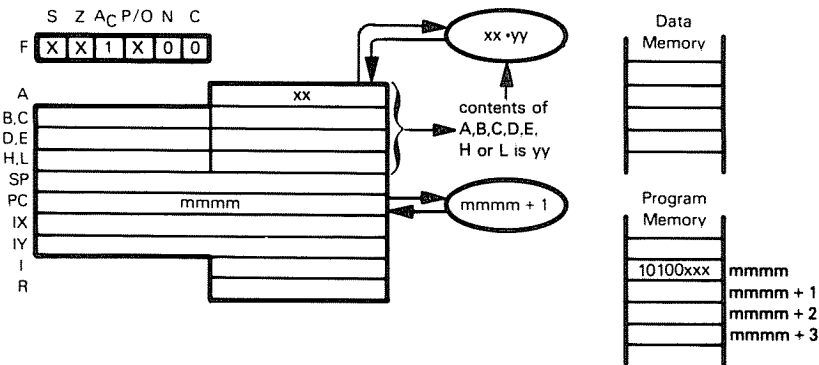 S Z AC P/O N C
F X X 1 X 0 0
xx •yy
Data
Memory
A xx
B,C
D,E
H,L
contents of
A,B,C,D,E,
H or L is yy
SP
PC mmmm
mmmm + 1
IX
IY
I
R
Program
Memory
10100xxx mmmm
mmmm + 1
mmmm + 2
mmmm + 3